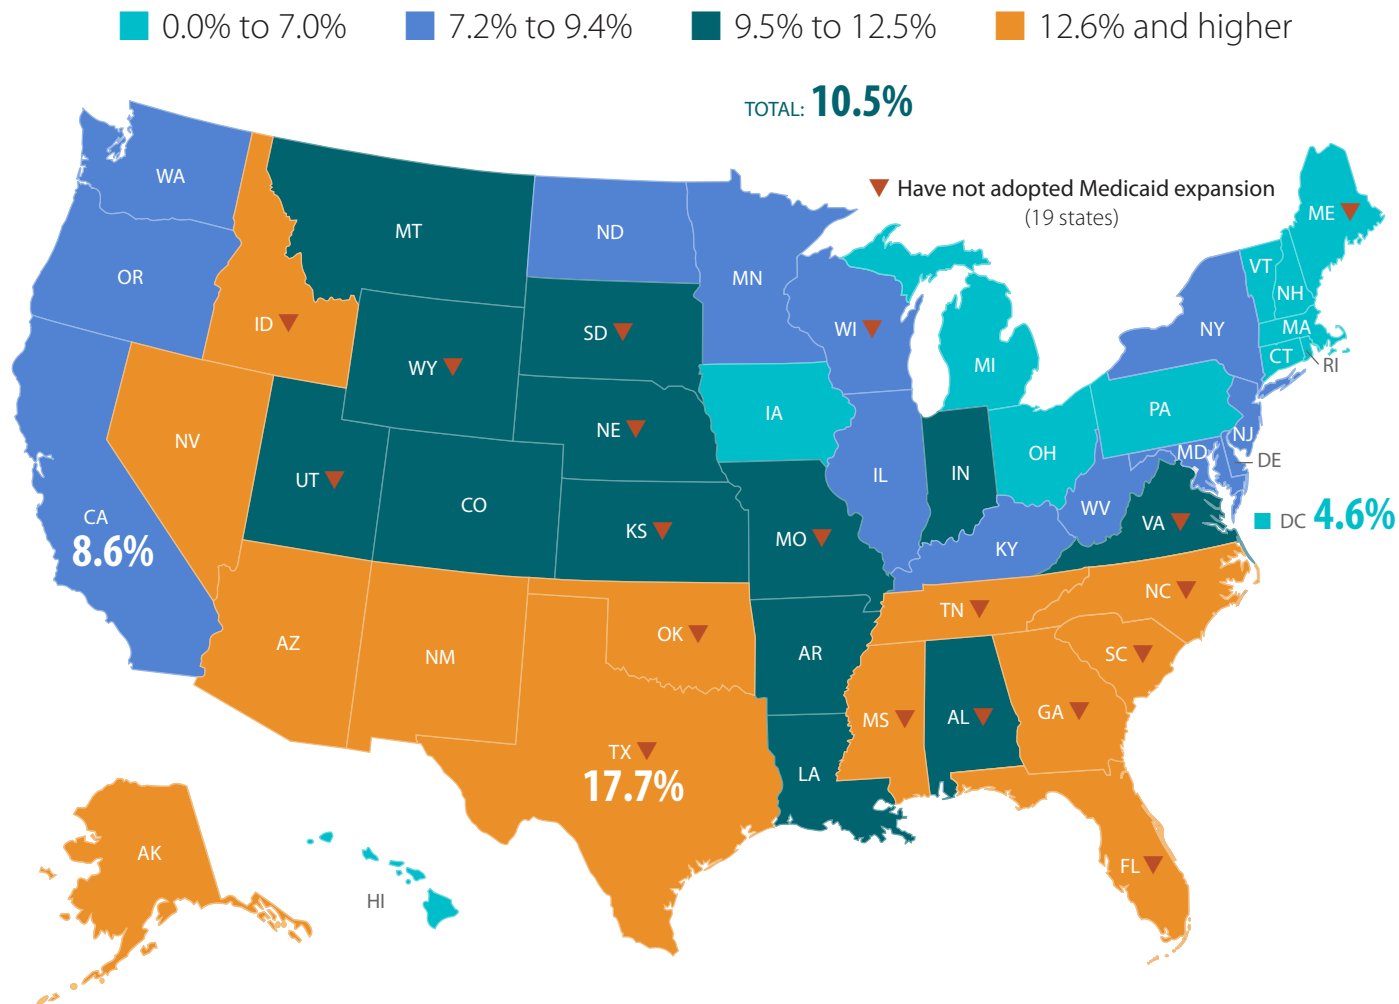 0.0% to 7.0% 7.2% to 9.4% 9.5% to 12.5% 12.6% and higher
TOTAL: 10.5%
Have not adopted Medicaid expansion
(19 states)
WA
MT
ND
MN
OR
ID
WY
SD
WI
MI
NY
VT
NH
ME
MA
CT
RI
NV
UT
CO
NE
IA
IL
IN
OH
PA
NJ
MD
DE
WV
CA
8.6%
KS
MO
KY
VA
DC 4.6%
AZ
NM
OK
AR
TN
NC
SC
MS
AL
GA
TX
17.7%
LA
FL
AK
HI